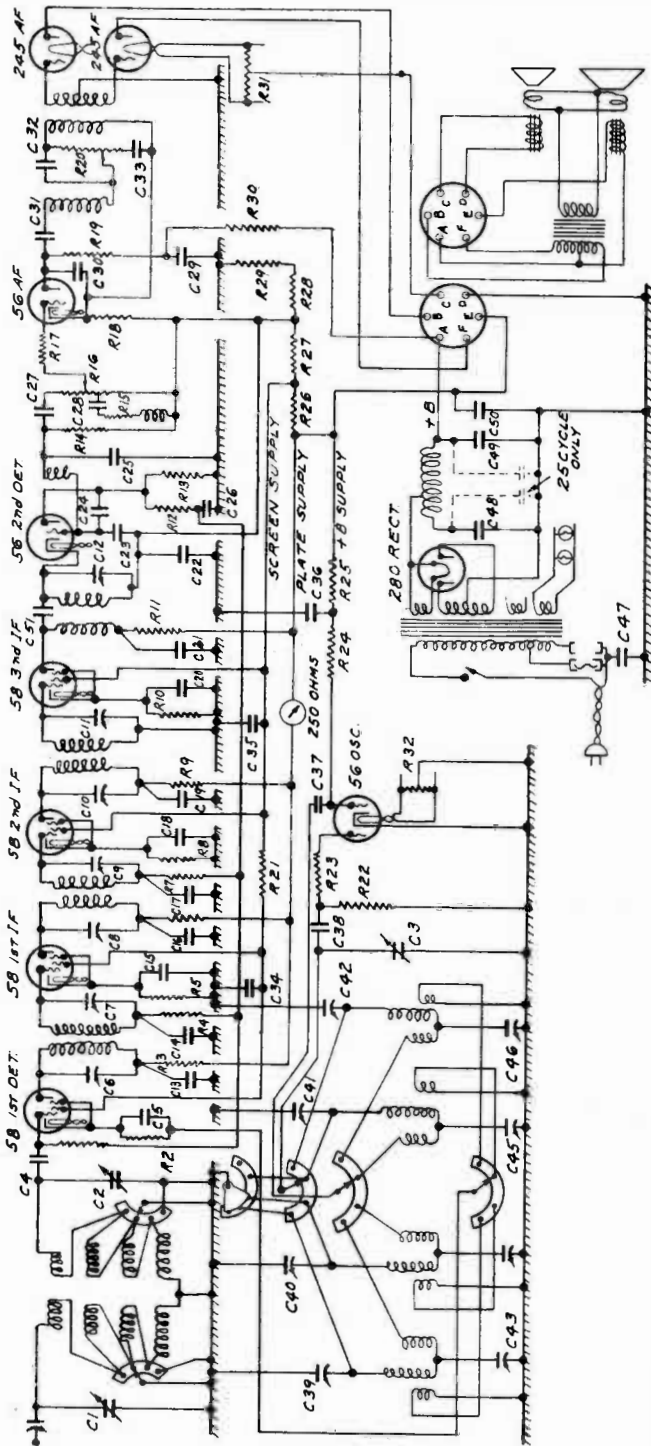 58 1ST DET.
58 1ST IF
58 2nd IF
58 3nd IF
56 2nd DET
56 AF
245 AF
245 AF
C4
C1
C2
R2
C15
C6
R3
C13
C7
C14
R4
R5
C15
C8
C16
C17
R7
C9
R8
C18
C10
C19
R9
C11
R10
C20
C21
R11
C51
C12
C22
C23
C24
R12
R13
C26
C25
R14
C27
C28
R15
R16
R17
R18
C30
R19
C31
C29
C32
R20
C33
R31
R30
R29
R28
R27
R26
SCREEN SUPPLY
PLATE SUPPLY
R25 +B SUPPLY
C36
R24
250 OHMS
C35
R21
C34
C37
56 OSC.
R32
R23
R22
C38
C3
C42
C41
C40
C39
C43
C45
C46
280 RECT.
+B
C48
C49
C50
25 CYCLE
ONLY
C47
A
B
C
D
E
F
A
B
C
D
E
F